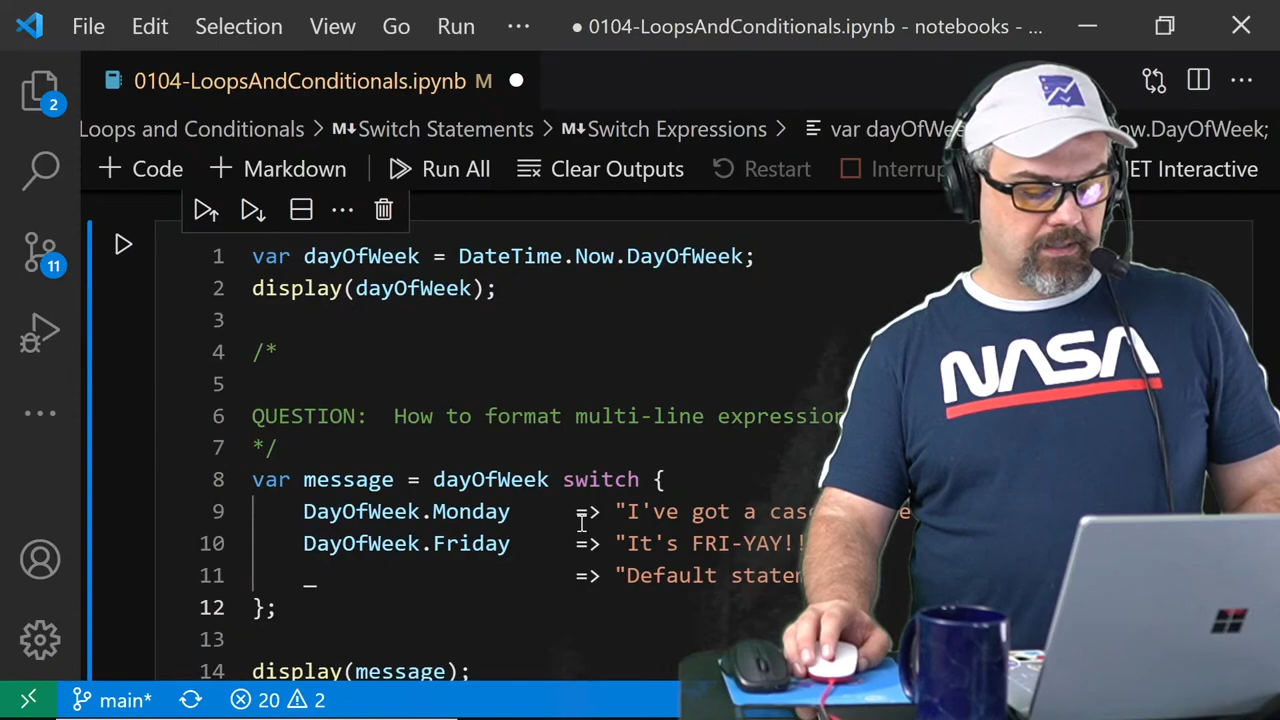 File Edit Selection View Go Run ··· ● 0104-LoopsAndConditionals.ipynb - notebooks - ...
0104-LoopsAndConditionals.ipynb M
Loops and Conditionals > Switch Statements > Switch Expressions > var dayOfWee ow.DayOfWeek;
+ Code + Markdown Run All Clear Outputs Restart Interrup ET Interactive
2
11
1 var dayOfWeek = DateTime.Now.DayOfWeek;
2 display(dayOfWeek);
3
4 /*
5
6 QUESTION: How to format multi-line expression
7 */
8 var message = dayOfWeek switch {
9 DayOfWeek.Monday => "I've got a case
10 DayOfWeek.Friday => "It's FRI-YAY!!
11 _ => "Default statem
12 };
13
14 display(message);
main* 20 2
NASA